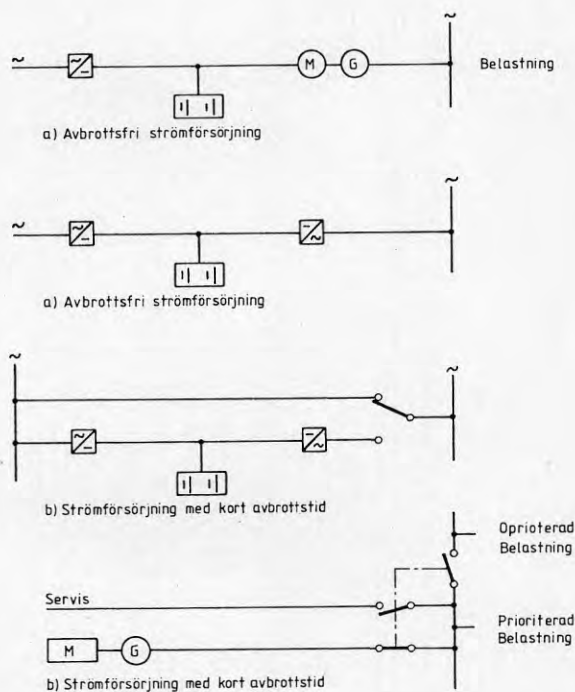 ~
~
~
–
M
G
Belastning
a) Avbrottsfri strömförsörjning
~
~
~
–
–
~
a) Avbrottsfri strömförsörjning
~
~
~
–
–
~
b) Strömförsörjning med kort avbrottstid
Oprioterad
Belastning
Servis
Prioriterad
Belastning
M
G
b) Strömförsörjning med kort avbrottstid